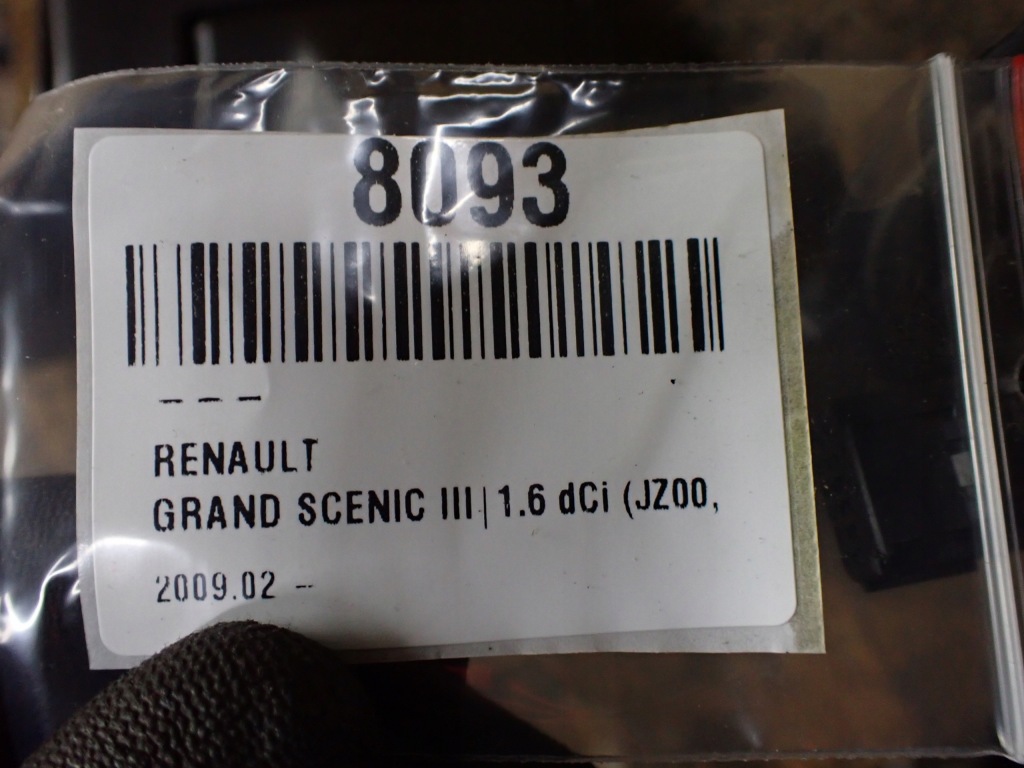 8093
– – –
RENAULT
GRAND SCENIC III | 1.6 dCi (JZ00,
2009.02 –